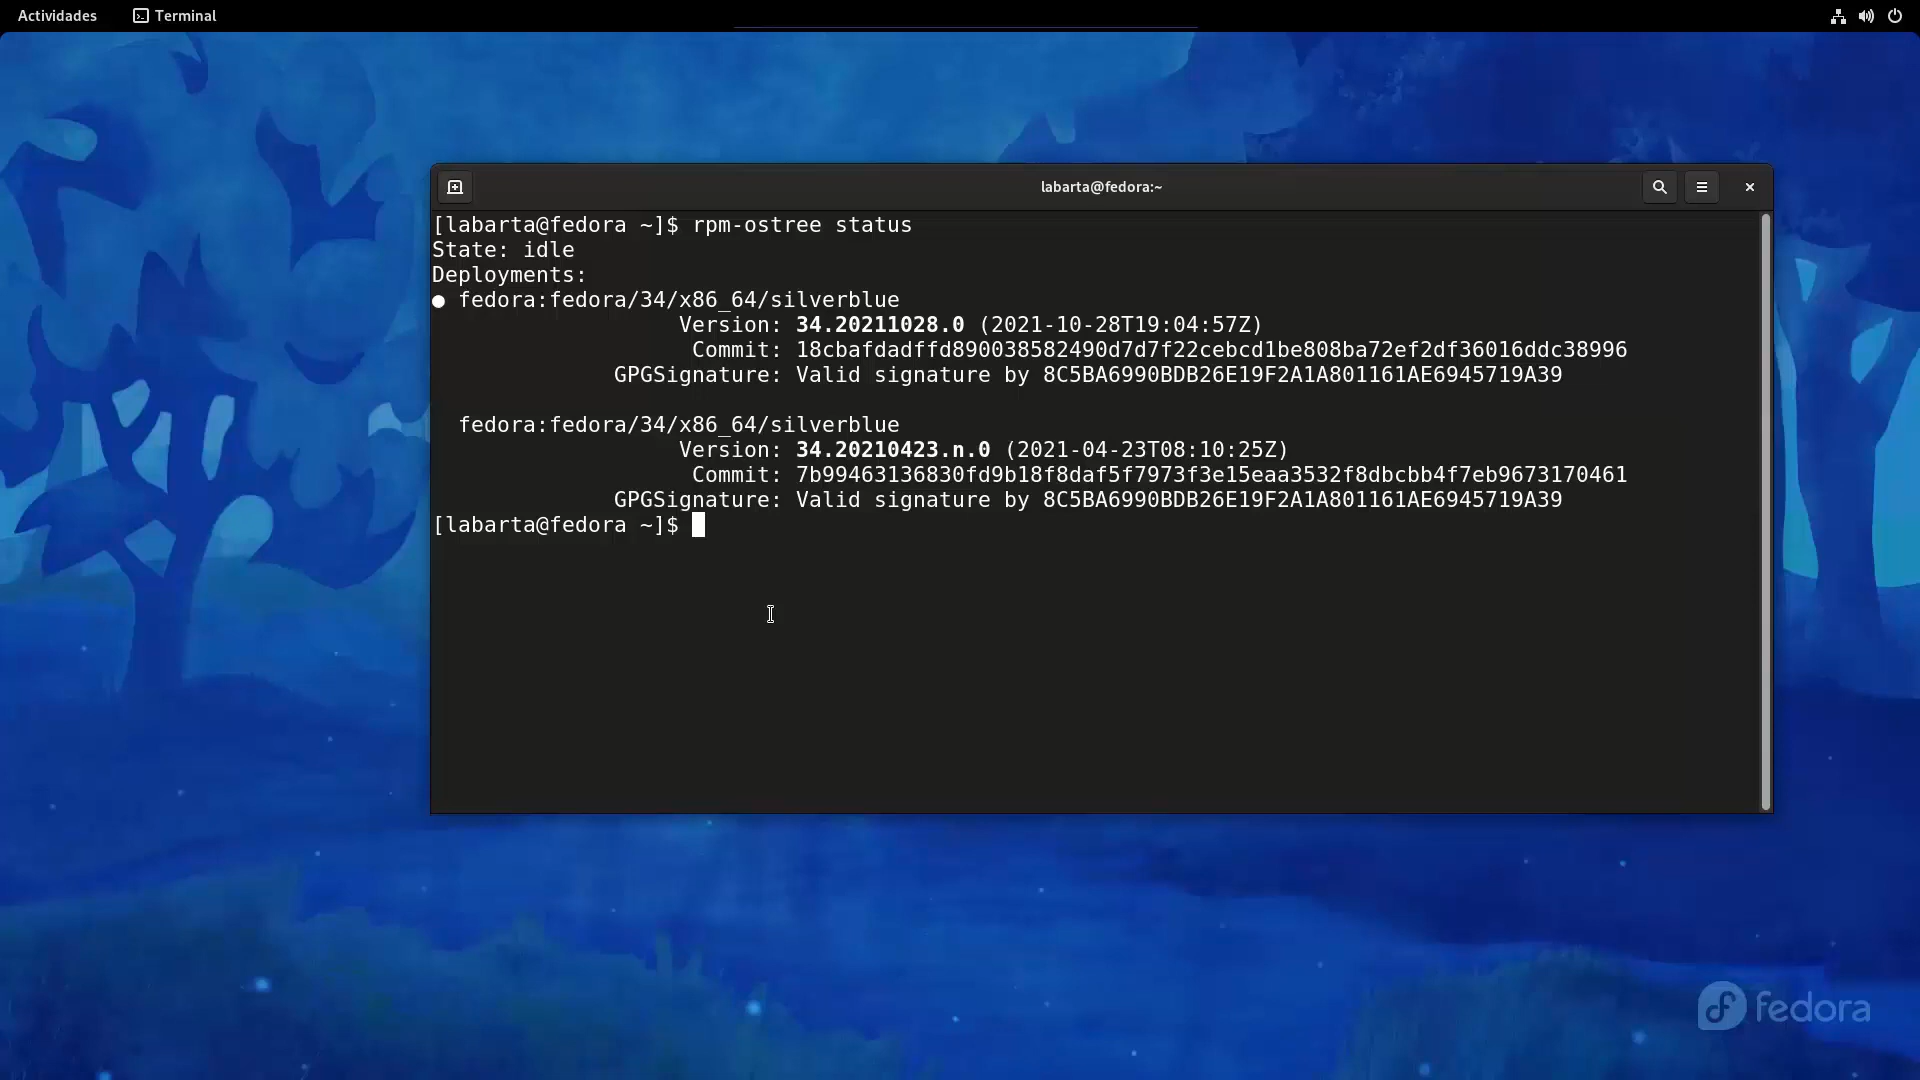 Actividades Terminal
labarta@fedora:~
[labarta@fedora ~]$ rpm-ostree status
State: idle
Deployments:
● fedora:fedora/34/x86_64/silverblue
Version: 34.20211028.0 (2021-10-28T19:04:57Z)
Commit: 18cbafdadffd890038582490d7d7f22cebcd1be808ba72ef2df36016ddc38996
GPGSignature: Valid signature by 8C5BA6990BDB26E19F2A1A801161AE6945719A39
fedora:fedora/34/x86_64/silverblue
Version: 34.20210423.n.0 (2021-04-23T08:10:25Z)
Commit: 7b99463136830fd9b18f8daf5f7973f3e15eaa3532f8dbcbb4f7eb9673170461
GPGSignature: Valid signature by 8C5BA6990BDB26E19F2A1A801161AE6945719A39
[labarta@fedora ~]$
fedora